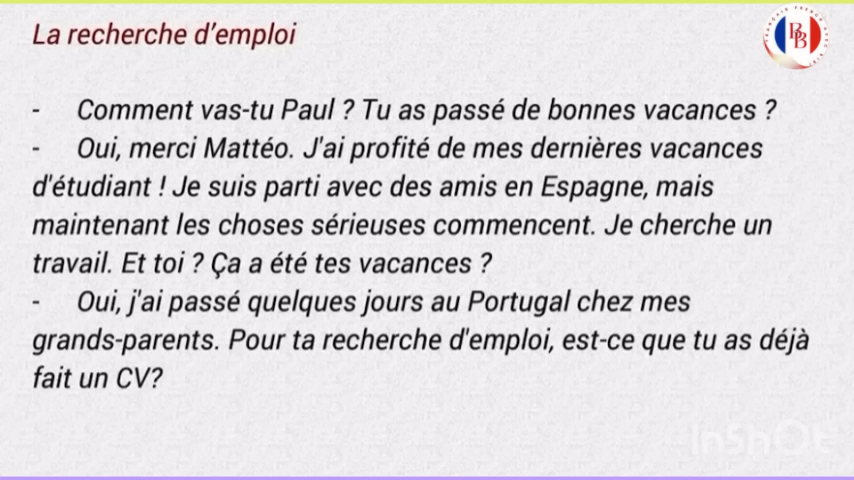 La recherche d’emploi
- Comment vas-tu Paul ? Tu as passé de bonnes vacances ?
- Oui, merci Mattéo. J'ai profité de mes dernières vacances
d'étudiant ! Je suis parti avec des amis en Espagne, mais
maintenant les choses sérieuses commencent. Je cherche un
travail. Et toi ? Ça a été tes vacances ?
- Oui, j'ai passé quelques jours au Portugal chez mes
grands-parents. Pour ta recherche d'emploi, est-ce que tu as déjà
fait un CV?
InShOt